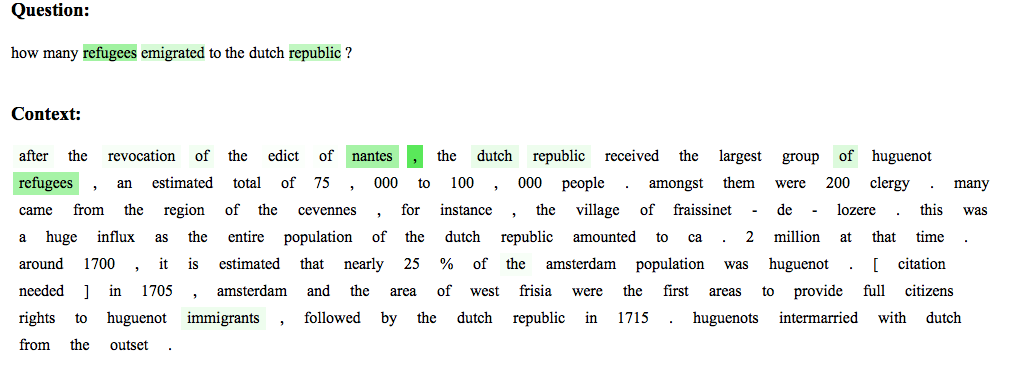 Question:
how many refugees emigrated to the dutch republic ?
Context:
after the revocation of the edict of nantes , the dutch republic received the largest group of huguenot
refugees , an estimated total of 75 , 000 to 100 , 000 people . amongst them were 200 clergy . many
came from the region of the cevennes , for instance , the village of fraissinet - de - lozere . this was
a huge influx as the entire population of the dutch republic amounted to ca . 2 million at that time .
around 1700 , it is estimated that nearly 25 % of the amsterdam population was huguenot . [ citation
needed ] in 1705 , amsterdam and the area of west frisia were the first areas to provide full citizens
rights to huguenot immigrants , followed by the dutch republic in 1715 . huguenots intermarried with dutch
from the outset .